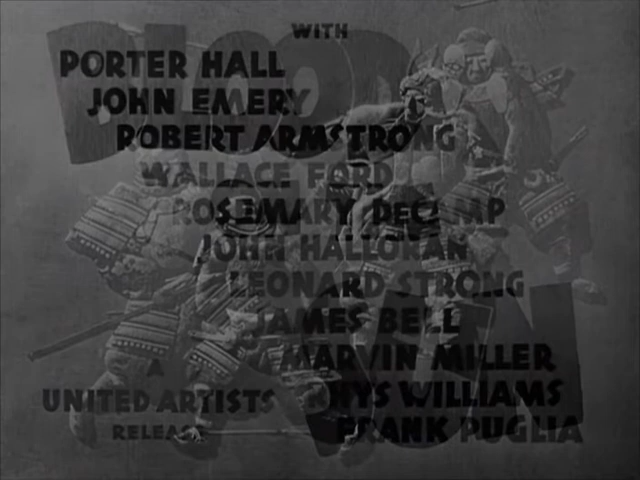 BLOOD
WITH
PORTER HALL
JOHN EMERY
ROBERT ARMSTRONG
WALLACE FORD
ROSEMARY DECAMP
JOHN HALLORAN
LEONARD STRONG
JAMES BELL
MARVIN MILLER
RHYS WILLIAMS
FRANK PUGLIA
A
UNITED ARTISTS
RELEASE